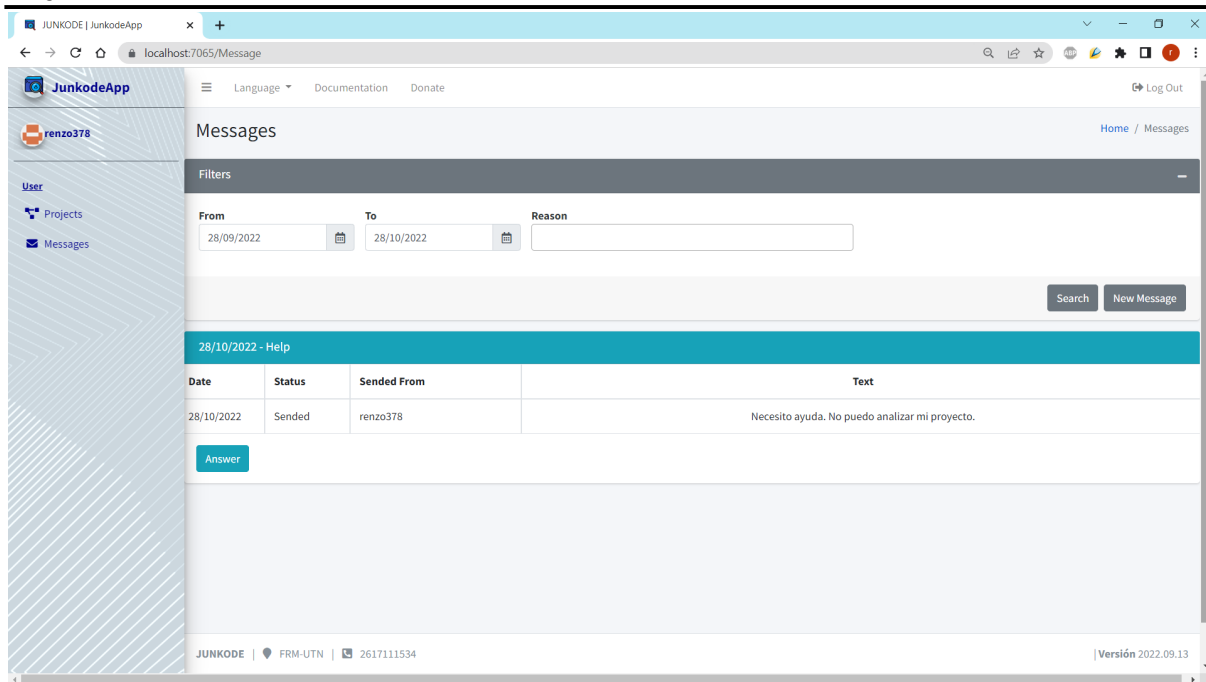 JUNKODE | JunkodeApp
localhost:7065/Message
ABP
r
JunkodeApp
Language
Documentation
Donate
Log Out
renzo378
Messages
Home / Messages
Filters
User
Projects
Messages
From
To
Reason
28/09/2022
28/10/2022
Search
New Message
28/10/2022 - Help
Date
Status
Sended From
Text
28/10/2022
Sended
renzo378
Necesito ayuda. No puedo analizar mi proyecto.
Answer
JUNKODE | FRM-UTN | 2617111534
| Versión 2022.09.13